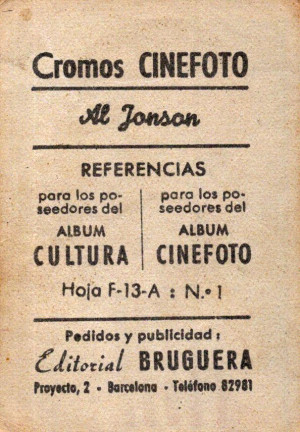 Cromos CINEFOTO
Al Jonson
REFERENCIAS
para los po-
seedores del
ALBUM
CULTURA
para los po-
seedores del
ALBUM
CINEFOTO
Hoja F-13-A : N.º 1
Pedidos y publicidad :
Editorial BRUGUERA
Proyecto, 2 - Barcelona - Teléfono 82981